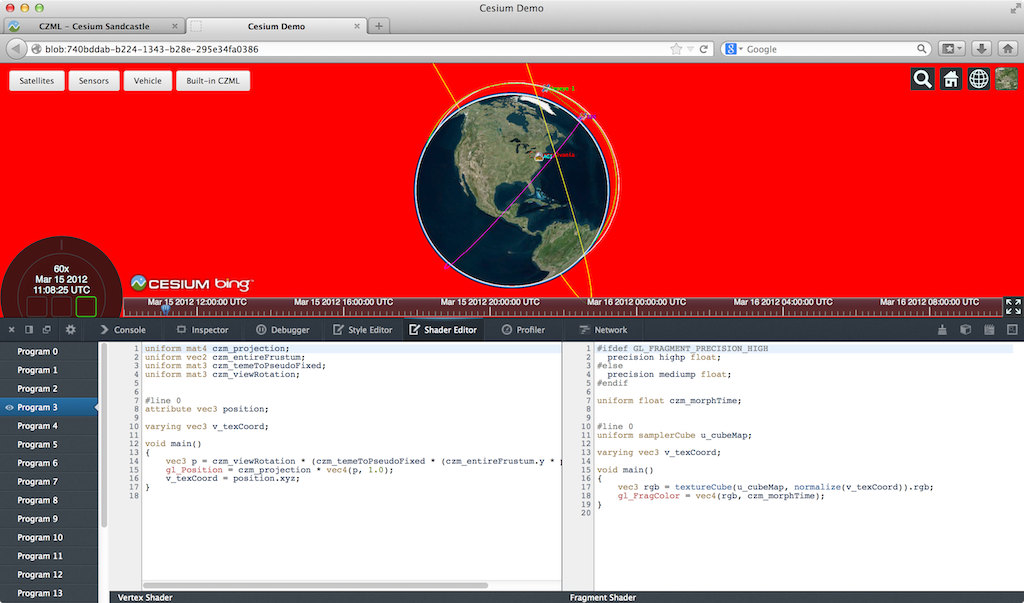 Cesium Demo
CZML – Cesium Sandcastle
Cesium Demo
blob:740bddab-b224-1343-b28e-295e34fa0386
Google
Satellites
Sensors
Vehicle
Built-in CZML
60x
Mar 15 2012
11:08:25 UTC
CESIUM bing™
Mar 15 2012 12:00:00 UTC
Mar 15 2012 16:00:00 UTC
Mar 15 2012 20:00:00 UTC
Mar 16 2012 00:00:00 UTC
Mar 16 2012 04:00:00 UTC
Mar 16 2012 08:00:00 UTC
Console
Inspector
Debugger
Style Editor
Shader Editor
Profiler
Network
Program 0
Program 1
Program 2
Program 3
Program 4
Program 5
Program 6
Program 7
Program 8
Program 9
Program 10
Program 11
Program 12
Program 13
1 uniform mat4 czm_projection;
2 uniform vec2 czm_entireFrustum;
3 uniform mat3 czm_temeToPseudoFixed;
4 uniform mat3 czm_viewRotation;
5
6
7 #line 0
8 attribute vec3 position;
9
10 varying vec3 v_texCoord;
11
12 void main()
13 {
14 vec3 p = czm_viewRotation * (czm_temeToPseudoFixed * (czm_entireFrustum.y *
15 gl_Position = czm_projection * vec4(p, 1.0);
16 v_texCoord = position.xyz;
17 }
18
Vertex Shader
1 #ifdef GL_FRAGMENT_PRECISION_HIGH
2 precision highp float;
3 #else
4 precision mediump float;
5 #endif
6
7 uniform float czm_morphTime;
8
9
10 #line 0
11 uniform samplerCube u_cubeMap;
12
13 varying vec3 v_texCoord;
14
15 void main()
16 {
17 vec3 rgb = textureCube(u_cubeMap, normalize(v_texCoord)).rgb;
18 gl_FragColor = vec4(rgb, czm_morphTime);
19 }
20
Fragment Shader